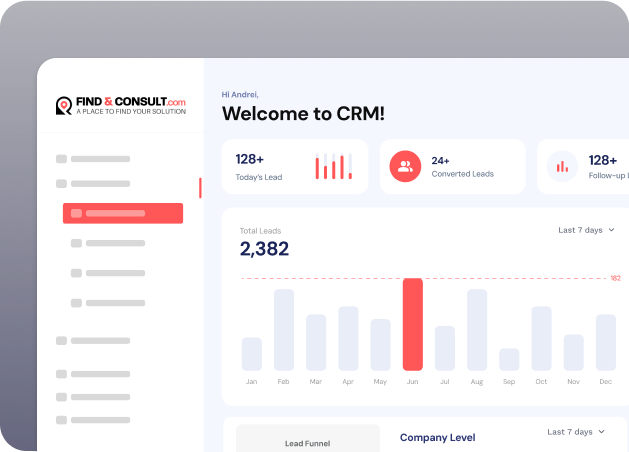 FIND & CONSULT.com
A PLACE TO FIND YOUR SOLUTION
Hi Andrei,
Welcome to CRM!
128+
Today's Lead
24+
Converted Leads
128+
Follow-up
Total Leads
2,382
Last 7 days
182
Jan Feb Mar Apr May Jun Jul Aug Sep Oct Nov Dec
Lead Funnel
Company Level
Last 7 days